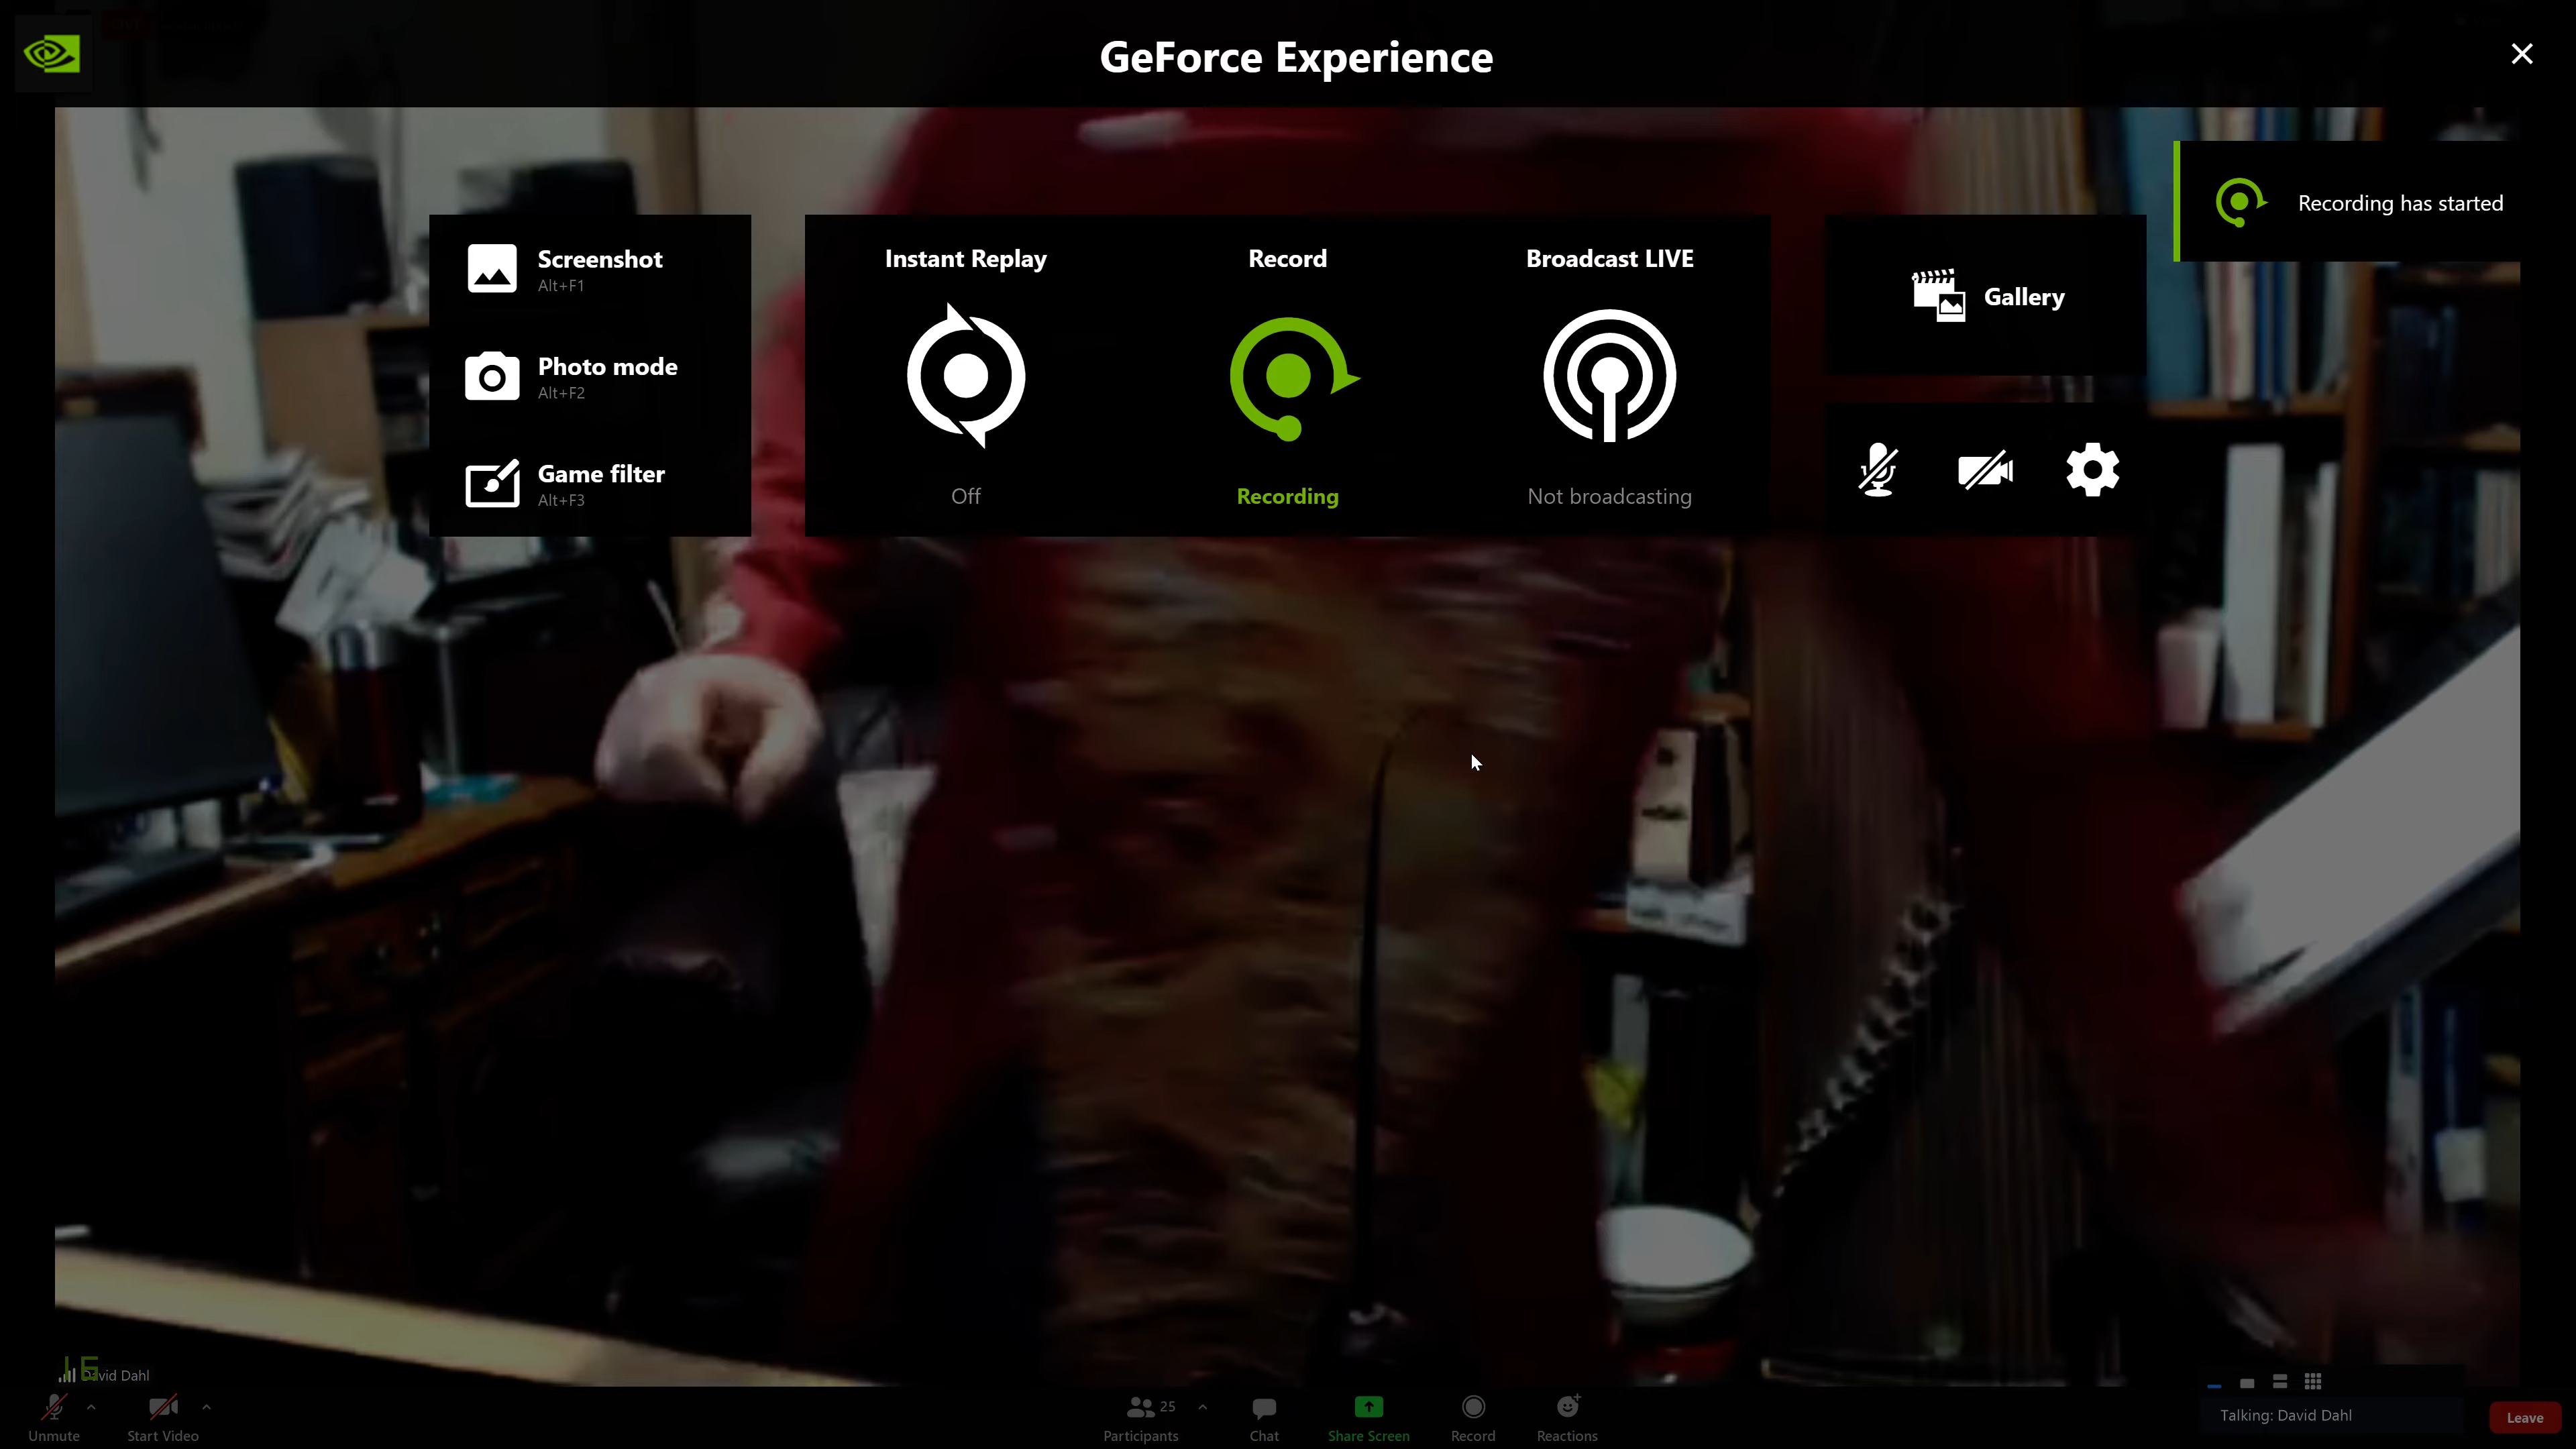 GeForce Experience
Recording has started
Screenshot
Alt+F1
Photo mode
Alt+F2
Game filter
Alt+F3
Instant Replay
Off
Record
Recording
Broadcast LIVE
Not broadcasting
Gallery
David Dahl
Unmute
Start Video
25
Participants
Chat
Share Screen
Record
Reactions
Talking: David Dahl
Leave